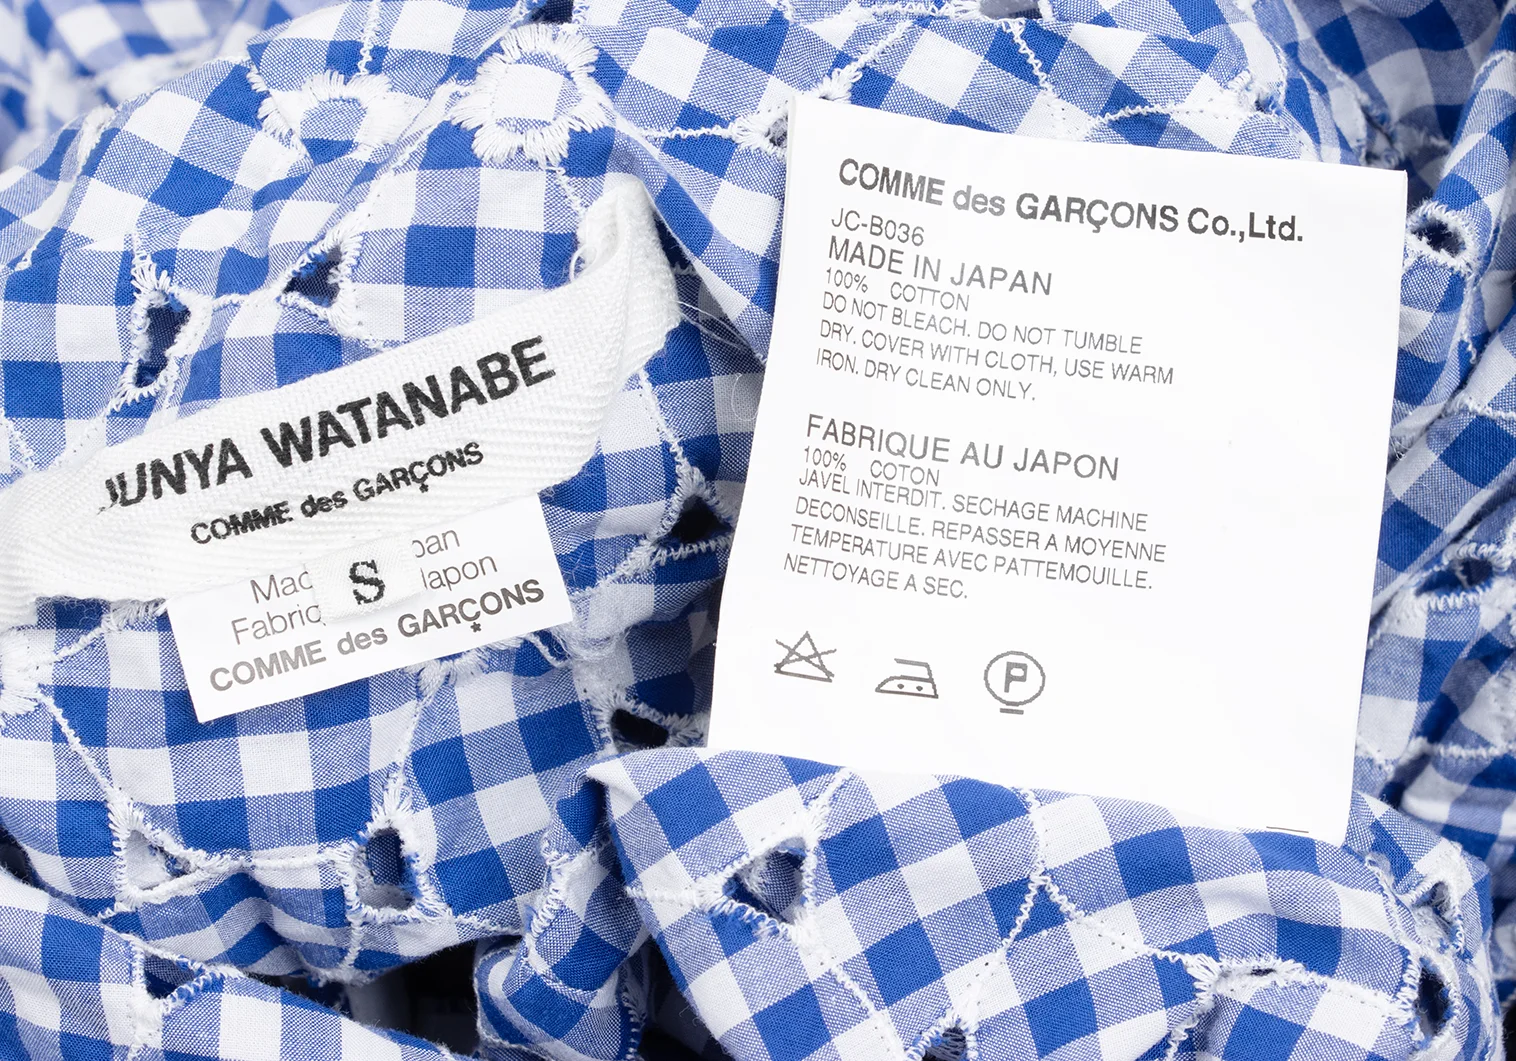 JUNYA WATANABE
COMME des GARÇONS
S
COMME des GARÇONS
COMME des GARÇONS Co.,Ltd.
JC-B036
MADE IN JAPAN
100% COTTON
DO NOT BLEACH. DO NOT TUMBLE
DRY. COVER WITH CLOTH, USE WARM
IRON. DRY CLEAN ONLY.
FABRIQUE AU JAPON
100% COTON
JAVEL INTERDIT. SECHAGE MACHINE
DECONSEILLE. REPASSER A MOYENNE
TEMPERATURE AVEC PATTEMOUILLE.
NETTOYAGE A SEC.
P